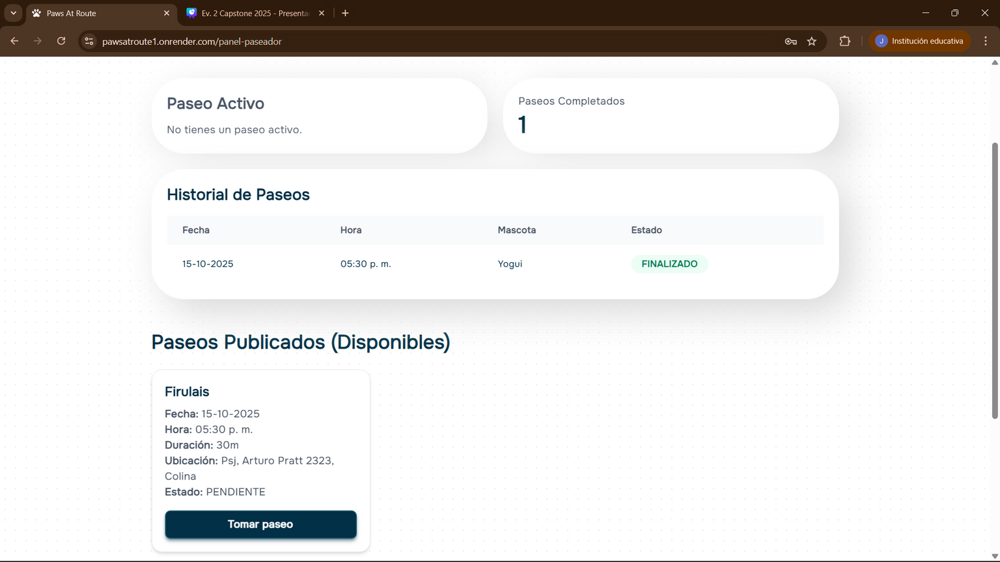 Paws At Route
Ev. 2 Capstone 2025 - Presenta
pawsatroute1.onrender.com/panel-paseador
J Institución educativa
Paseo Activo
No tienes un paseo activo.
Paseos Completados
1
Historial de Paseos
Fecha Hora Mascota Estado
15-10-2025 05:30 p. m. Yogui FINALIZADO
Paseos Publicados (Disponibles)
Firulais
Fecha: 15-10-2025
Hora: 05:30 p. m.
Duración: 30m
Ubicación: Psj, Arturo Pratt 2323,
Colina
Estado: PENDIENTE
Tomar paseo